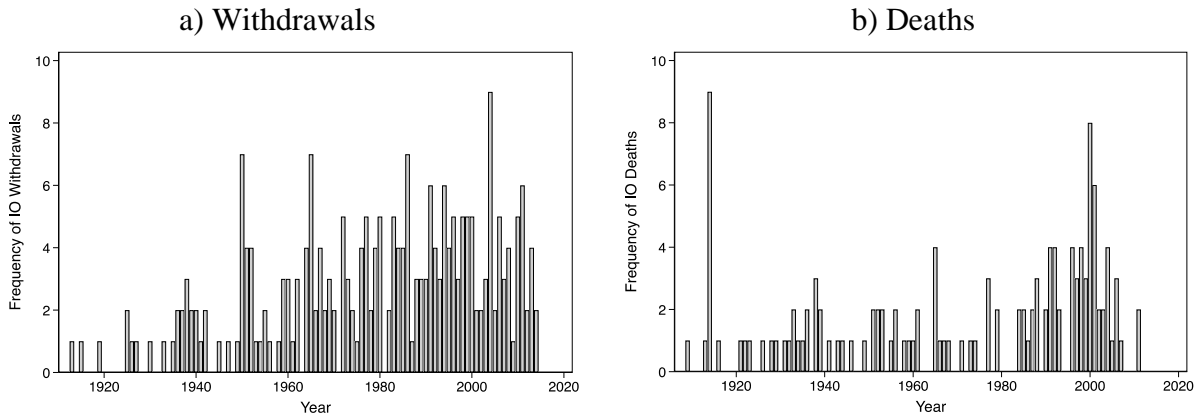 a) Withdrawals
10
8
6
4
2
0
Frequency of IO Withdrawals
1920 1940 1960 1980 2000 2020
Year
b) Deaths
10
8
6
4
2
0
Frequency of IO Deaths
1920 1940 1960 1980 2000 2020
Year